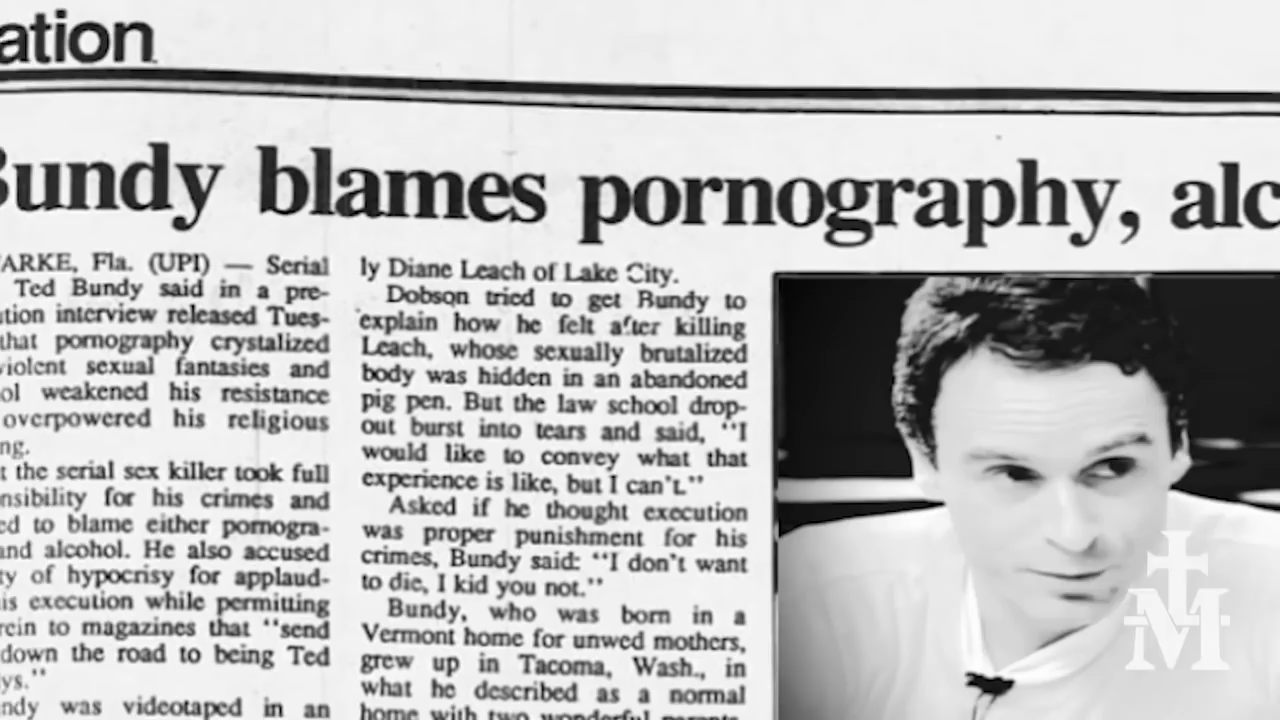 ation
Bundy blames pornography, alc
ARKE, Fla. (UPI) — Serial
Ted Bundy said in a pre-
tion interview released Tues-
that pornography crystalized
violent sexual fantasies and
ol weakened his resistance
overpowered his religious
ng.
t the serial sex killer took full
nsibility for his crimes and
ed to blame either pornogra-
and alcohol. He also accused
ty of hypocrisy for applaud-
is execution while permitting
rein to magazines that “send
down the road to being Ted
ys.”
ndy was videotaped in an
ly Diane Leach of Lake City.
Dobson tried to get Bundy to
explain how he felt after killing
Leach, whose sexually brutalized
body was hidden in an abandoned
pig pen. But the law school drop-
out burst into tears and said, “I
would like to convey what that
experience is like, but I can't.”
Asked if he thought execution
was proper punishment for his
crimes, Bundy said: “I don't want
to die, I kid you not.”
Bundy, who was born in a
Vermont home for unwed mothers,
grew up in Tacoma, Wash., in
what he described as a normal
home with two wonderful parents,
M